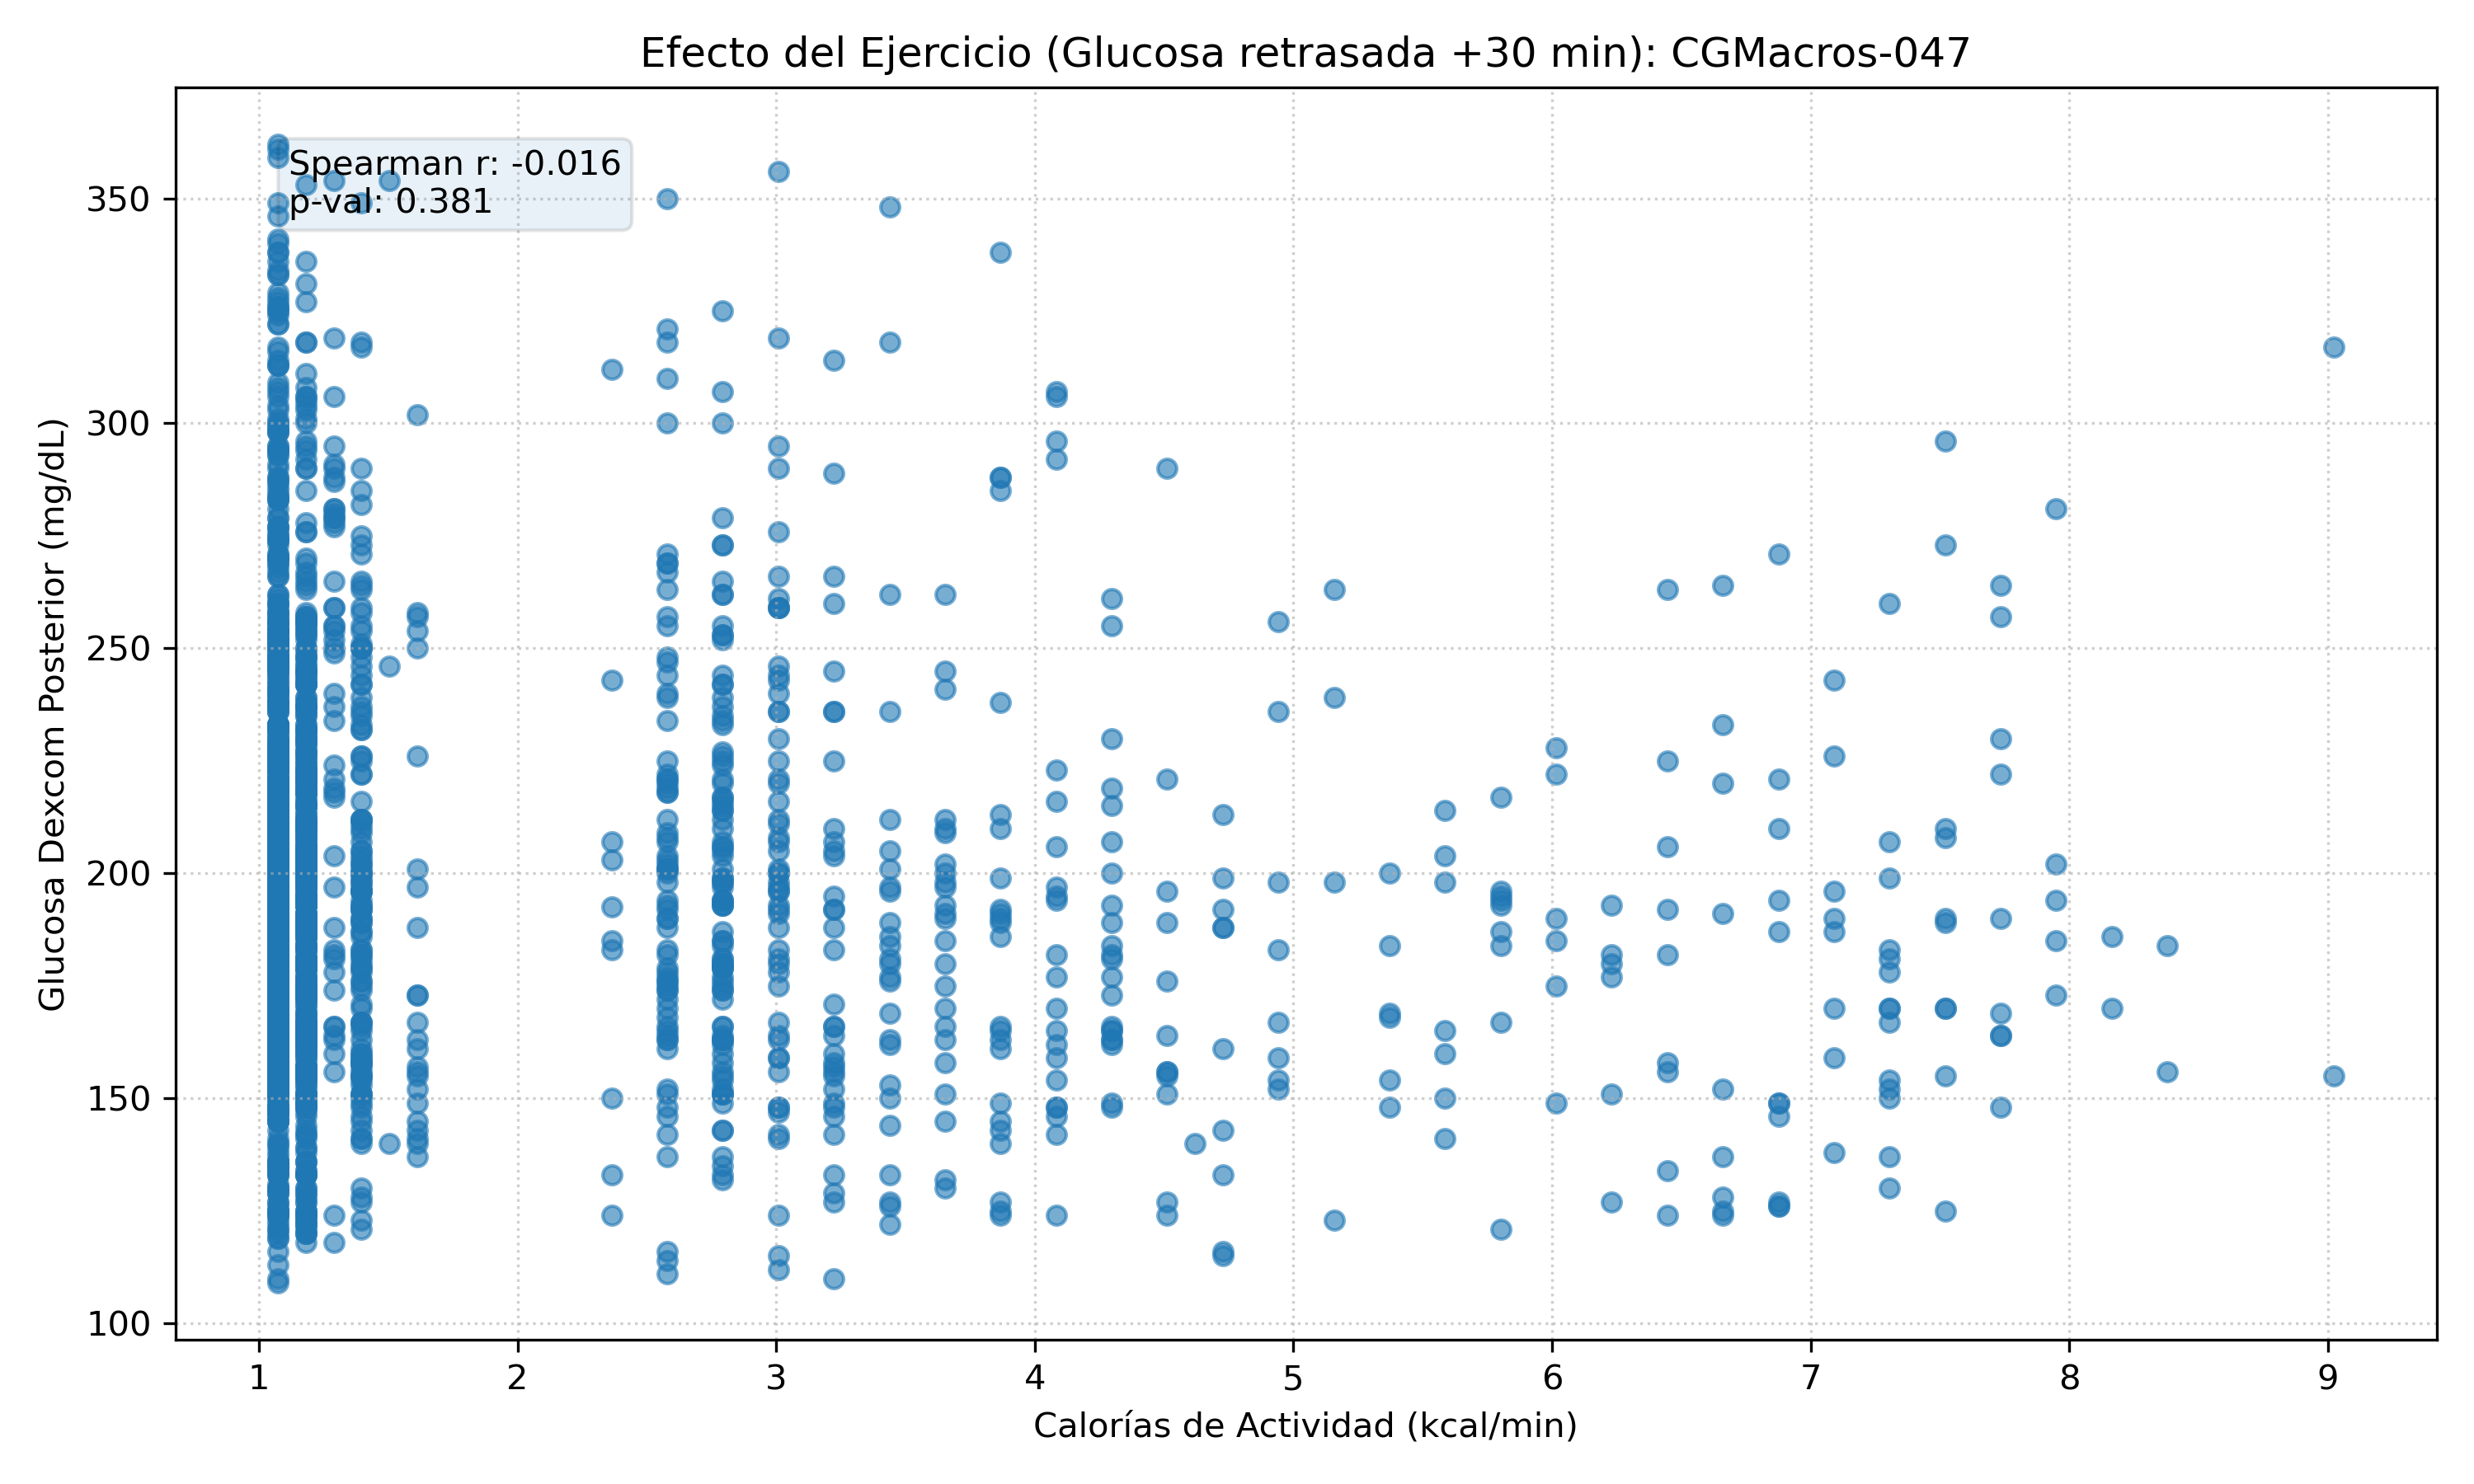 Efecto del Ejercicio (Glucosa retrasada +30 min): CGMacros-047
Spearman r: -0.016
p-val: 0.381
Glucosa Dexcom Posterior (mg/dL)
350
300
250
200
150
100
1 2 3 4 5 6 7 8 9
Calorías de Actividad (kcal/min)